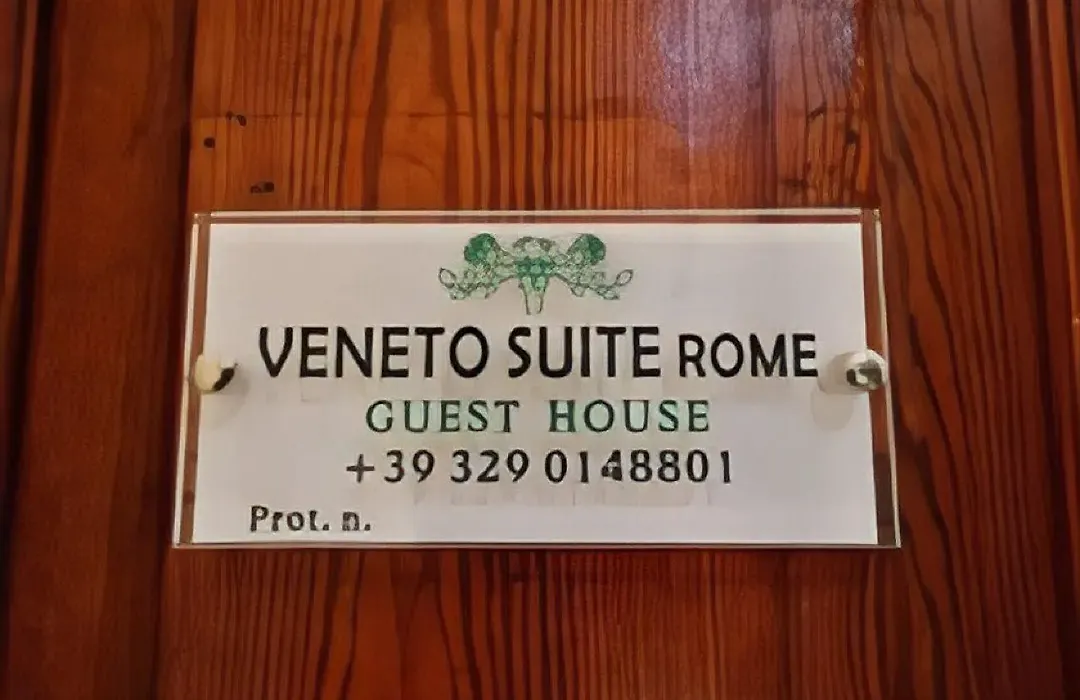 VENETO SUITE ROME
GUEST HOUSE
+39 329 0148801
Prot. n.